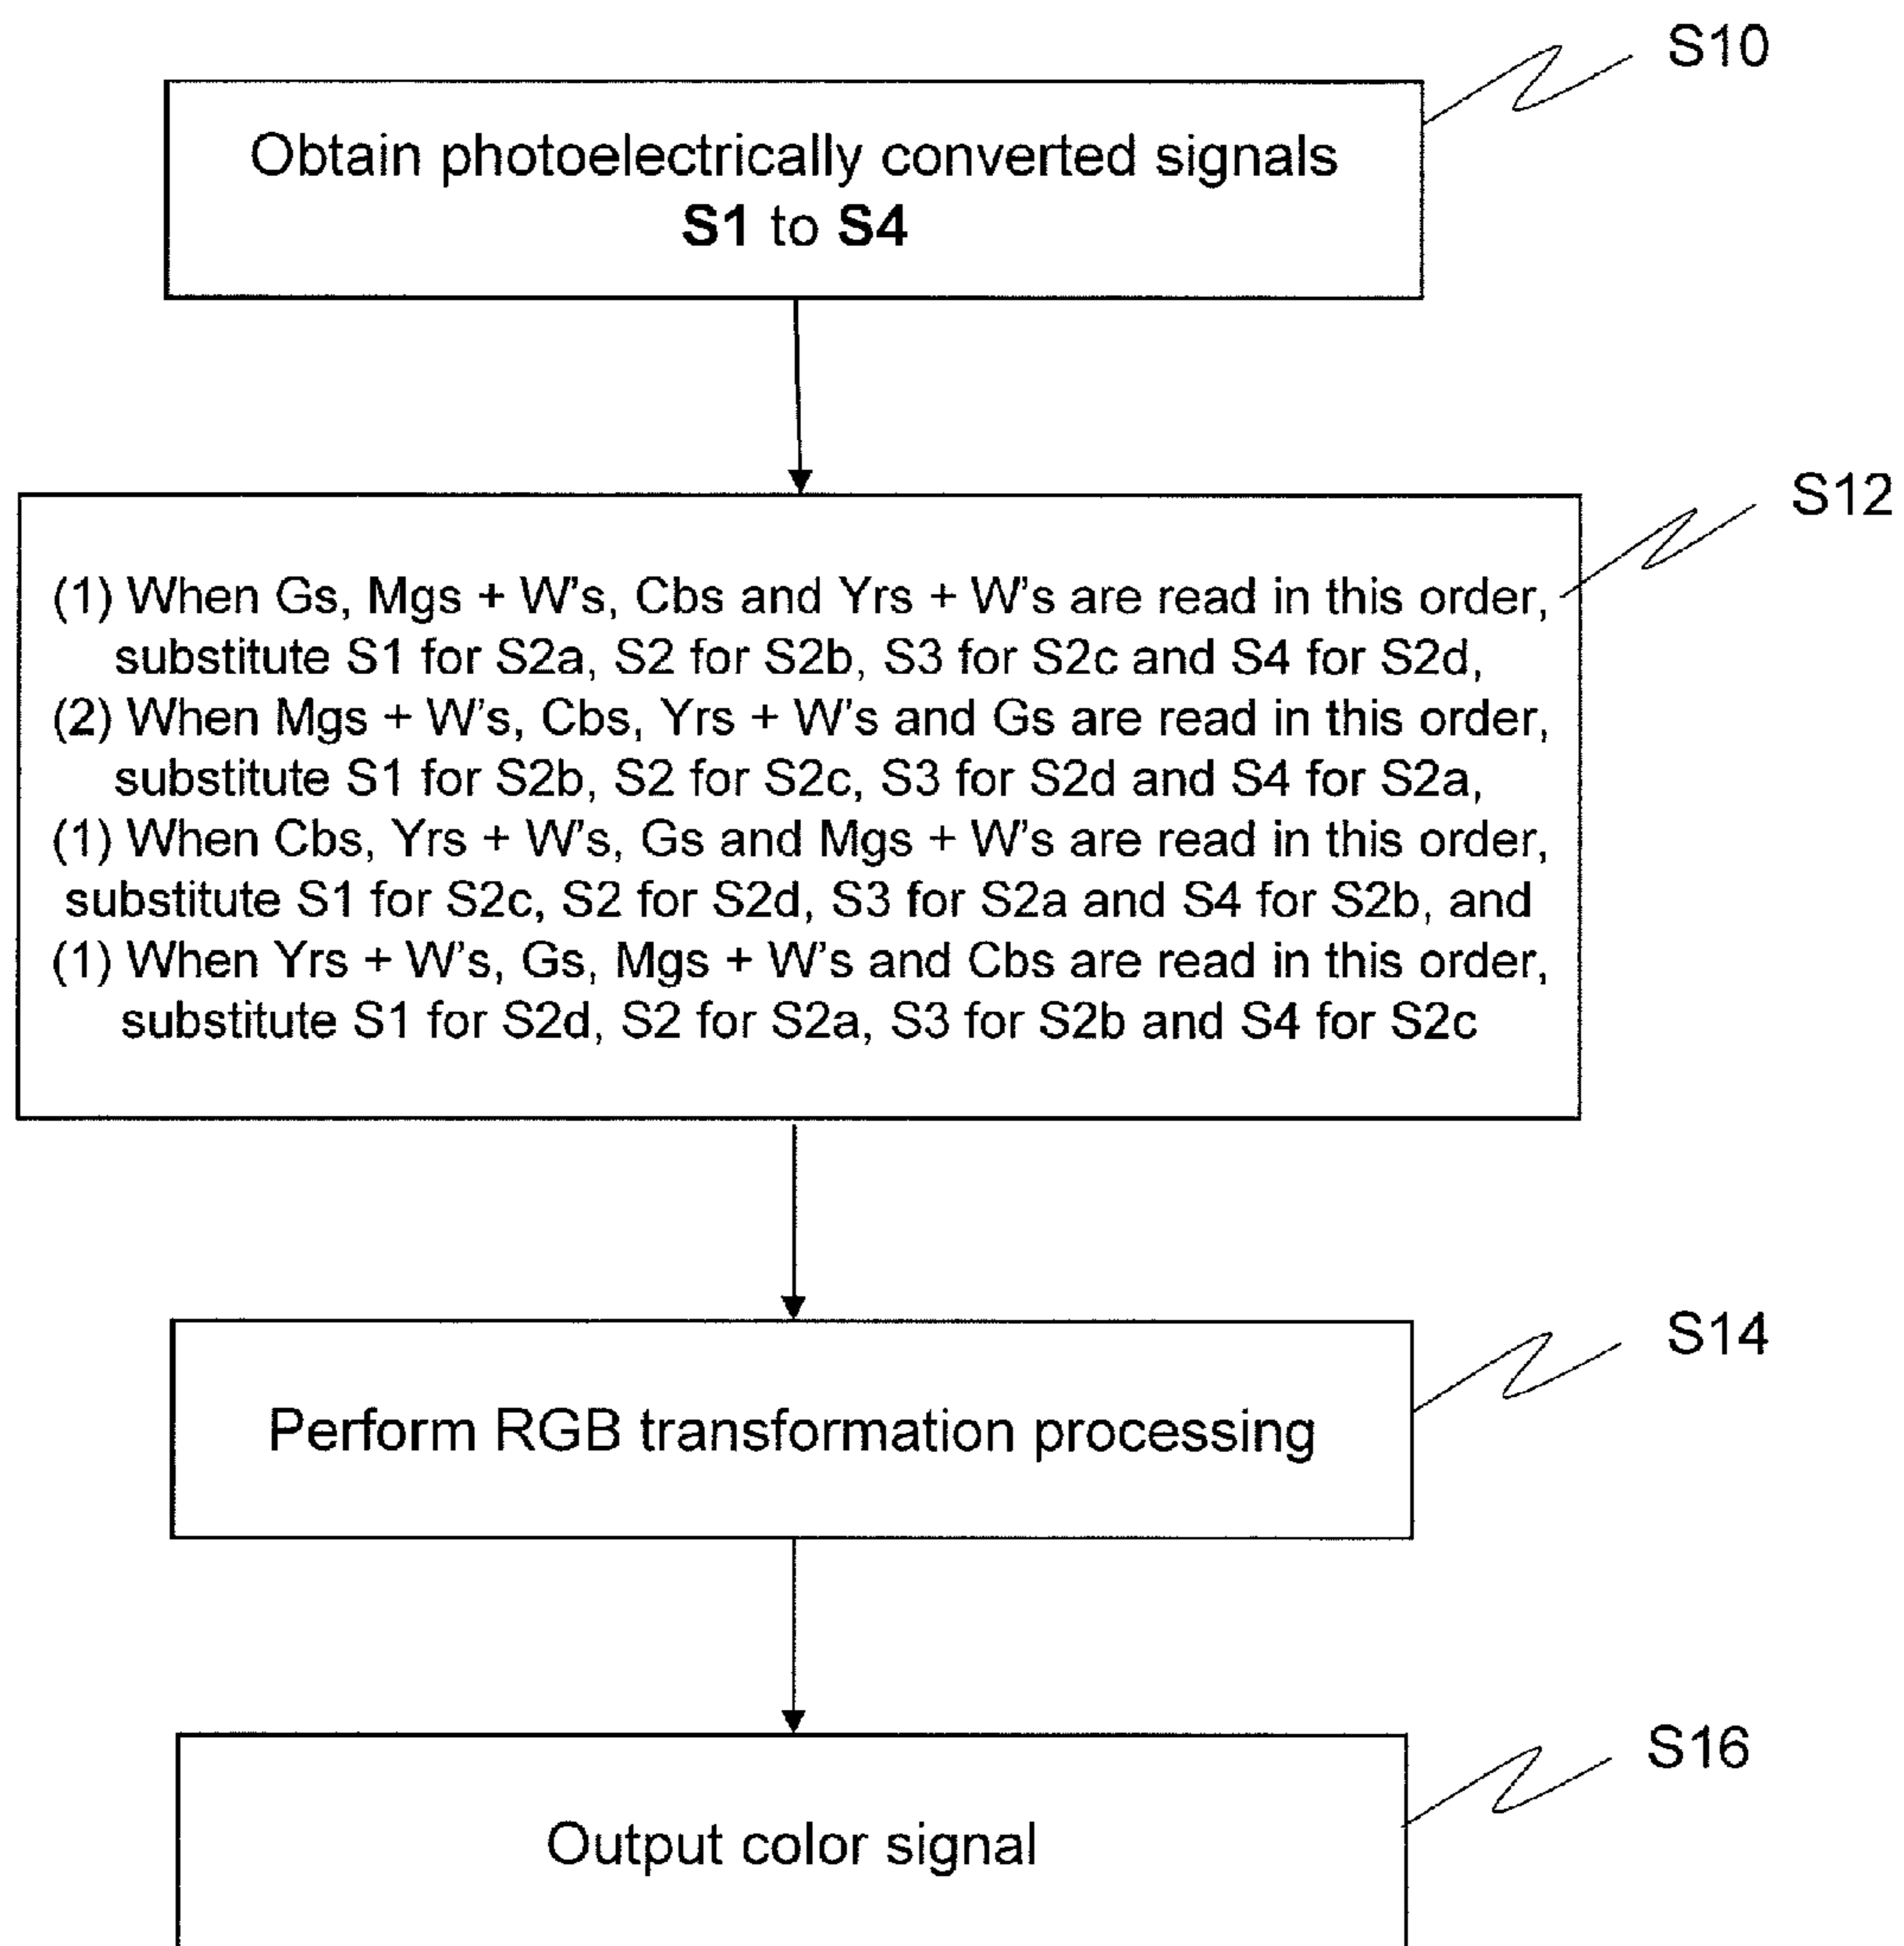 S10
Obtain photoelectrically converted signals
S1 to S4
S12
(1) When Gs, Mgs + W's, Cbs and Yrs + W's are read in this order,
substitute S1 for S2a, S2 for S2b, S3 for S2c and S4 for S2d,
(2) When Mgs + W's, Cbs, Yrs + W's and Gs are read in this order,
substitute S1 for S2b, S2 for S2c, S3 for S2d and S4 for S2a,
(1) When Cbs, Yrs + W's, Gs and Mgs + W's are read in this order,
substitute S1 for S2c, S2 for S2d, S3 for S2a and S4 for S2b, and
(1) When Yrs + W's, Gs, Mgs + W's and Cbs are read in this order,
substitute S1 for S2d, S2 for S2a, S3 for S2b and S4 for S2c
S14
Perform RGB transformation processing
S16
Output color signal